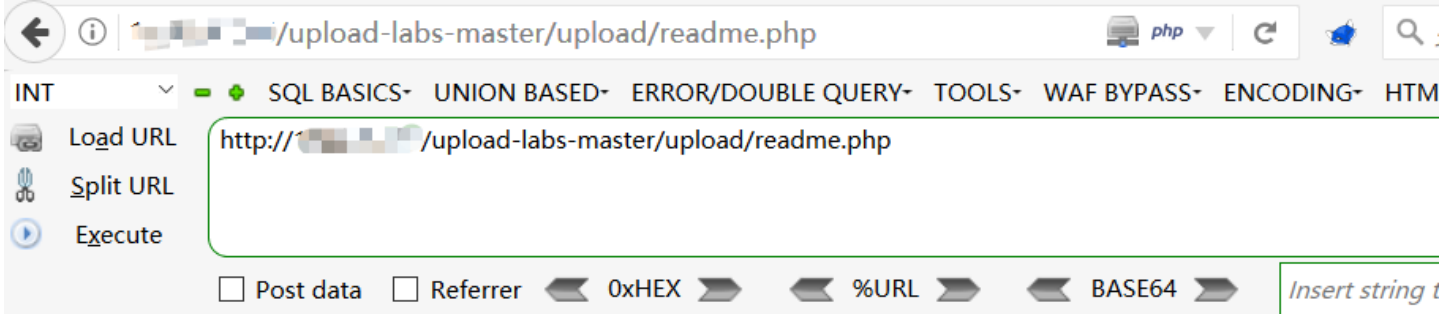 /upload-labs-master/upload/readme.php php
INT SQL BASICS- UNION BASED- ERROR/DOUBLE QUERY- TOOLS- WAF BYPASS- ENCODING- HTM
Load URL http:// /upload-labs-master/upload/readme.php
Split URL
Execute
Post data Referrer 0xHEX %URL BASE64 Insert string t